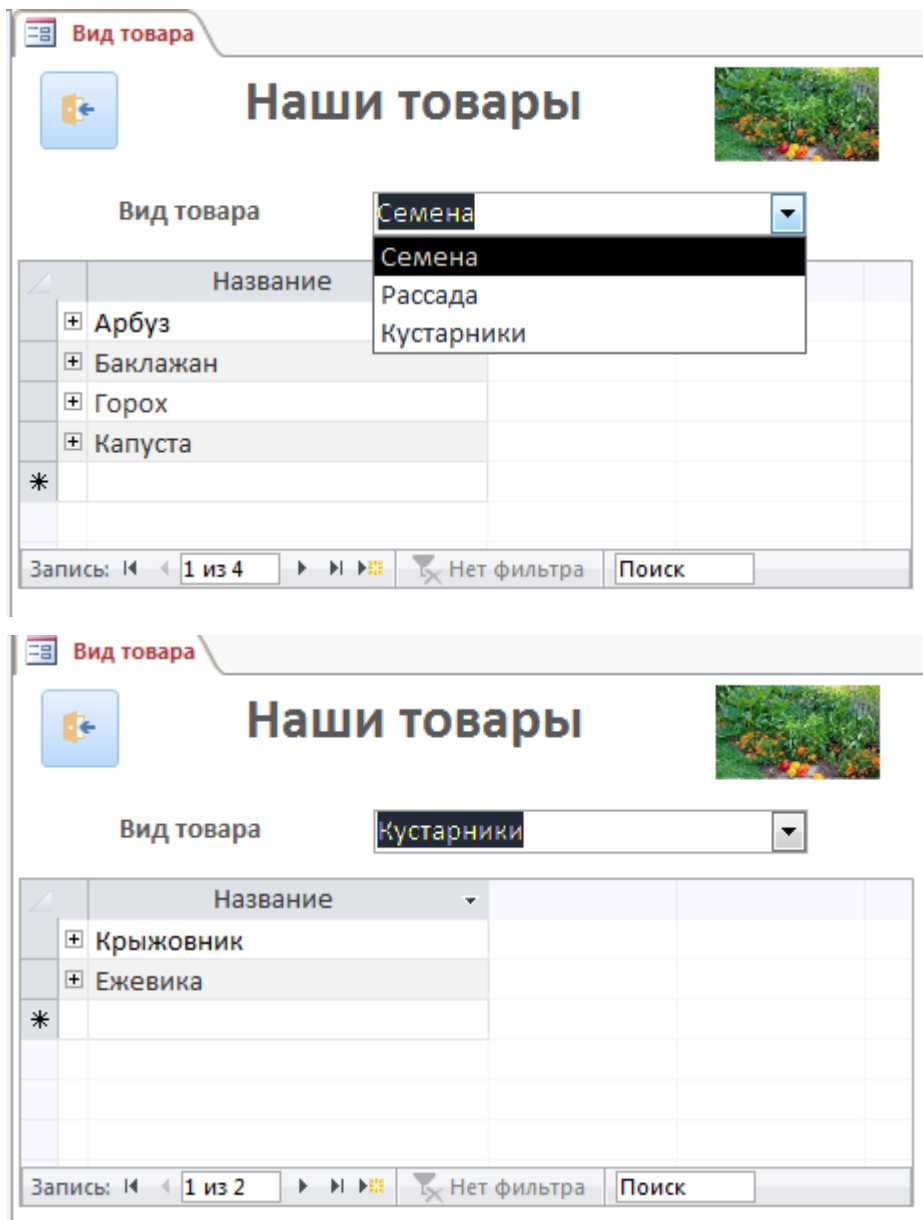 Вид товара
Наши товары
Вид товара Семена
Семена
Рассада
Кустарники
Название
Арбуз
Баклажан
Горох
Капуста
Запись: 1 из 4 Нет фильтра Поиск
Вид товара
Наши товары
Вид товара Кустарники
Название
Крыжовник
Ежевика
Запись: 1 из 2 Нет фильтра Поиск